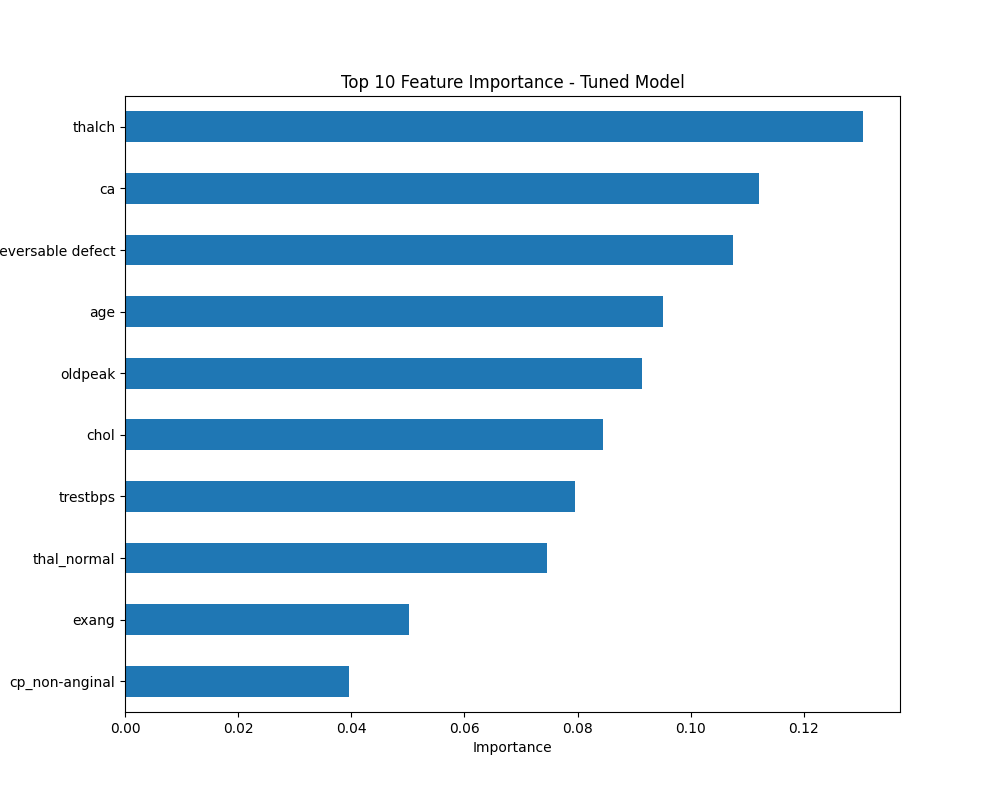 Top 10 Feature Importance - Tuned Model
thalch
ca
eversable defect
age
oldpeak
chol
trestbps
thal_normal
exang
cp_non-anginal
0.00 0.02 0.04 0.06 0.08 0.10 0.12
Importance